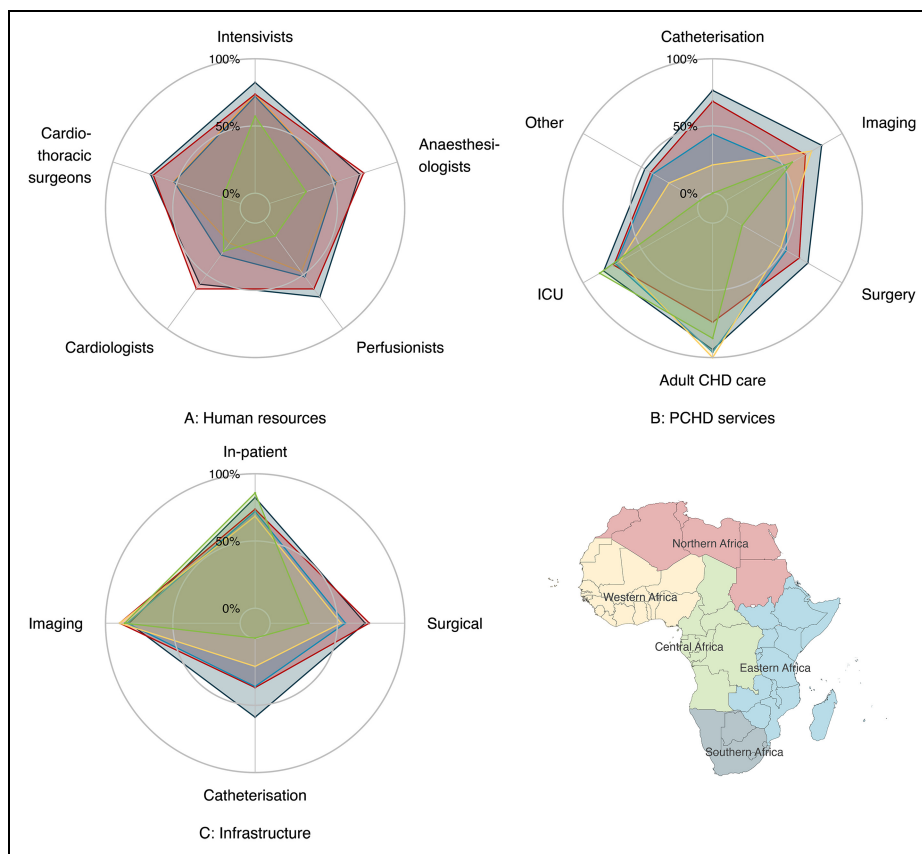 Intensivists
100%
50%
0%
Cardio-
thoracic
surgeons
Anaesthesi-
ologists
Cardiologists
Perfusionists
A: Human resources
Catheterisation
100%
50%
0%
Other
Imaging
ICU
Surgery
Adult CHD care
B: PCHD services
In-patient
100%
50%
0%
Imaging
Surgical
Catheterisation
C: Infrastructure
Northern Africa
Western Africa
Central Africa
Eastern Africa
Southern Africa